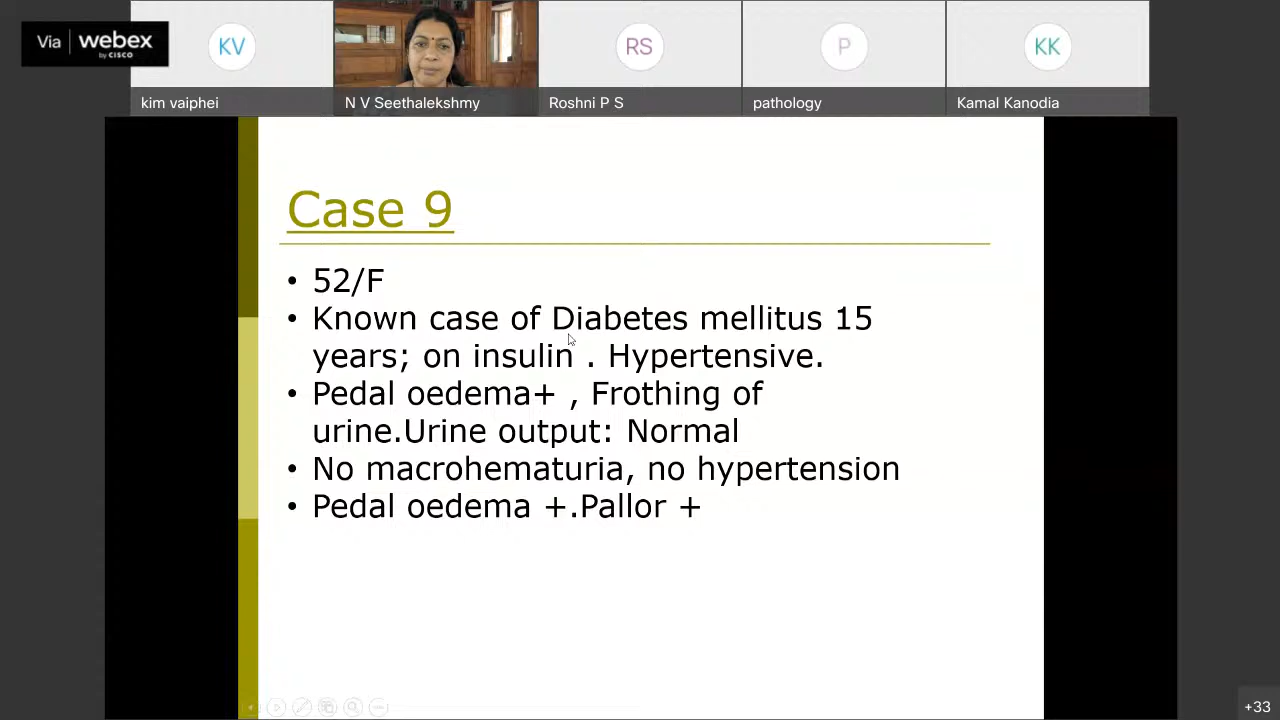 Via webex
by CISCO
KV
RS
P
KK
kim vaiphei
N V Seethalekshmy
Roshni P S
pathology
Kamal Kanodia
Case 9
• 52/F
• Known case of Diabetes mellitus 15
years; on insulin . Hypertensive.
• Pedal oedema+ , Frothing of
urine.Urine output: Normal
• No macrohematuria, no hypertension
• Pedal oedema +.Pallor +
+33